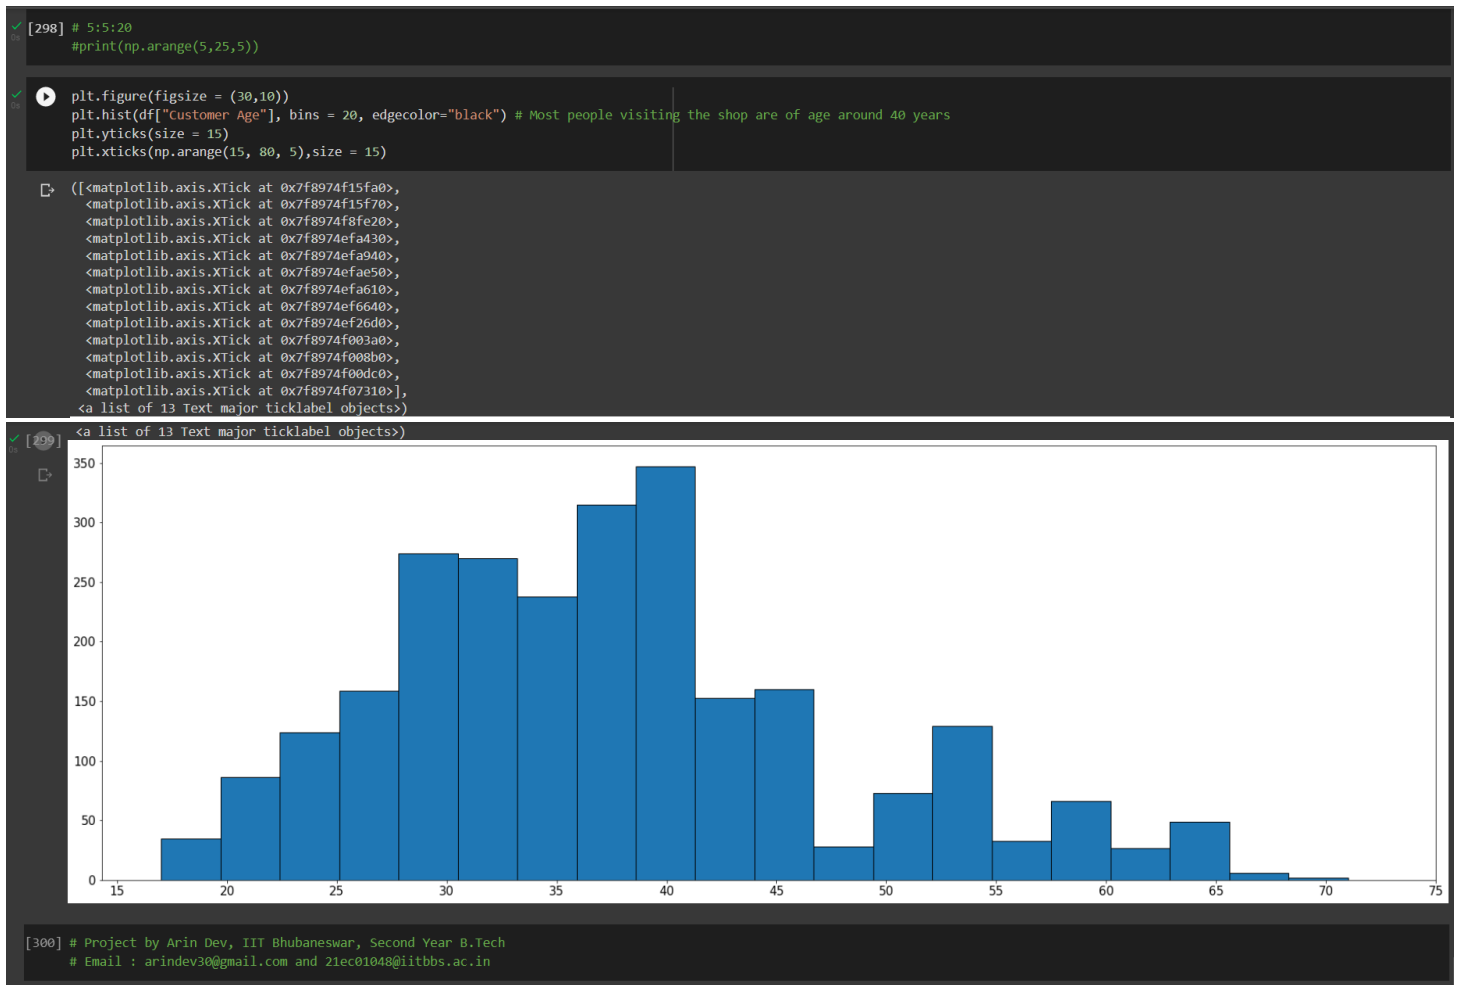 [298] # 5:5:20
#print(np.arange(5,25,5))
0s
plt.figure(figsize = (30,10))
plt.hist(df["Customer Age"], bins = 20, edgecolor="black") # Most people visiting the shop are of age around 40 years
plt.yticks(size = 15)
plt.xticks(np.arange(15, 80, 5),size = 15)
0s
([<matplotlib.axis.XTick at 0x7f8974f15fa0>,
<matplotlib.axis.XTick at 0x7f8974f15f70>,
<matplotlib.axis.XTick at 0x7f8974f8fe20>,
<matplotlib.axis.XTick at 0x7f8974efa430>,
<matplotlib.axis.XTick at 0x7f8974efa940>,
<matplotlib.axis.XTick at 0x7f8974efae50>,
<matplotlib.axis.XTick at 0x7f8974efa610>,
<matplotlib.axis.XTick at 0x7f8974ef6640>,
<matplotlib.axis.XTick at 0x7f8974ef26d0>,
<matplotlib.axis.XTick at 0x7f8974f003a0>,
<matplotlib.axis.XTick at 0x7f8974f008b0>,
<matplotlib.axis.XTick at 0x7f8974f00dc0>,
<matplotlib.axis.XTick at 0x7f8974f07310>],
<a list of 13 Text major ticklabel objects>)
<a list of 13 Text major ticklabel objects>)
[299]
0s
350
300
250
200
150
100
50
0
15 20 25 30 35 40 45 50 55 60 65 70 75
[300] # Project by Arin Dev, IIT Bhubaneswar, Second Year B.Tech
# Email : arindev30@gmail.com and 21ec01048@iitbbs.ac.in